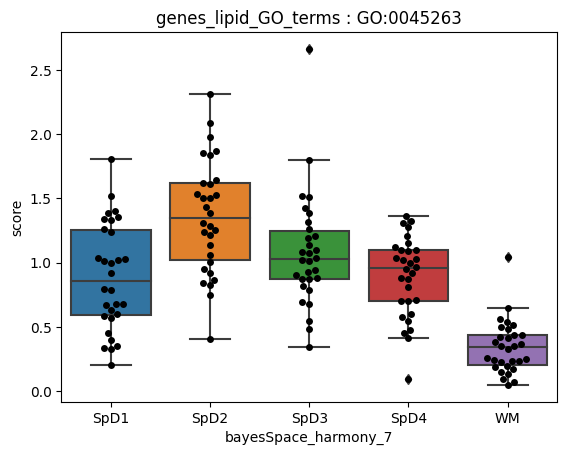 genes_lipid_GO_terms : GO:0045263
score
2.5
2.0
1.5
1.0
0.5
0.0
SpD1 SpD2 SpD3 SpD4 WM
bayesSpace_harmony_7